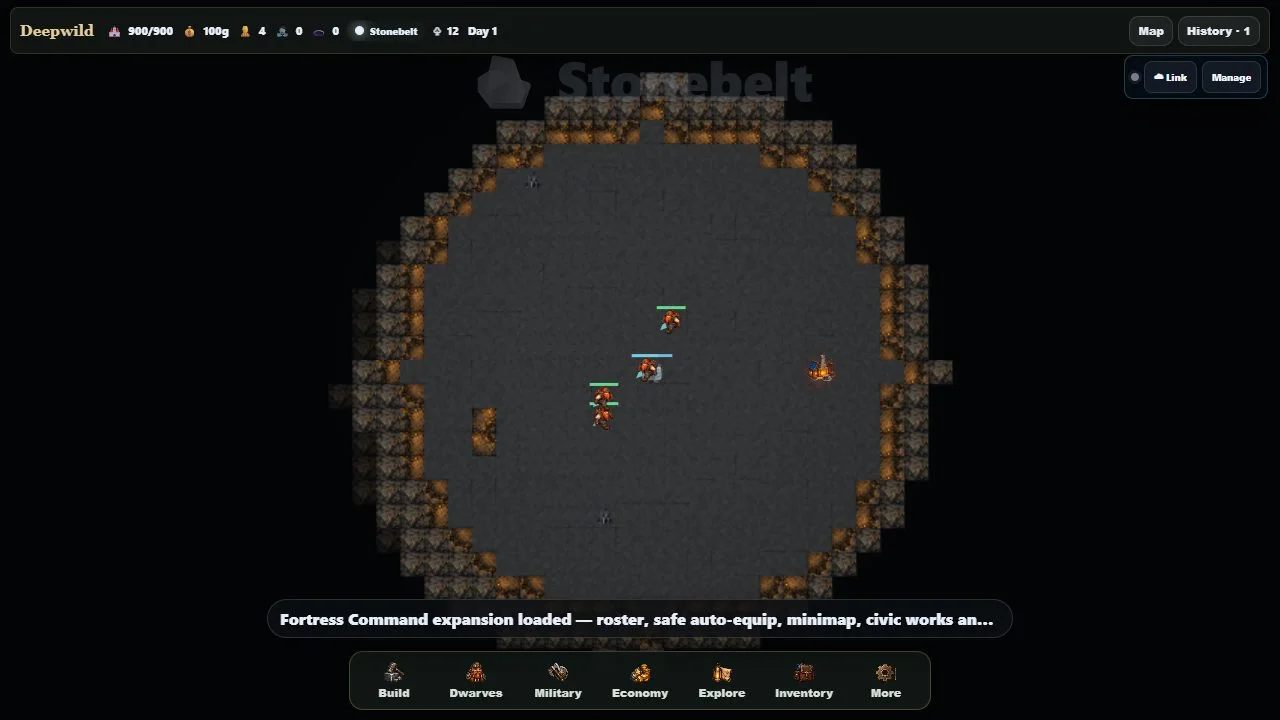 Deepwild 900/900 100g 4 0 0 Stonebelt 12 Day 1 Map History · 1
Link Manage
Stonebelt
Fortress Command expansion loaded — roster, safe auto-equip, minimap, civic works an...
Build Dwarves Military Economy Explore Inventory More